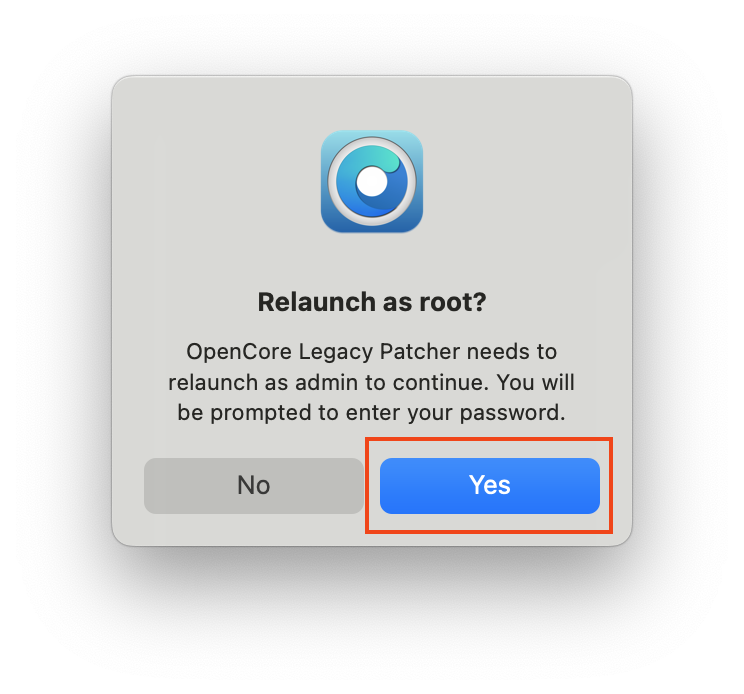 Relaunch as root?
OpenCore Legacy Patcher needs to
relaunch as admin to continue. You will
be prompted to enter your password.
No
Yes